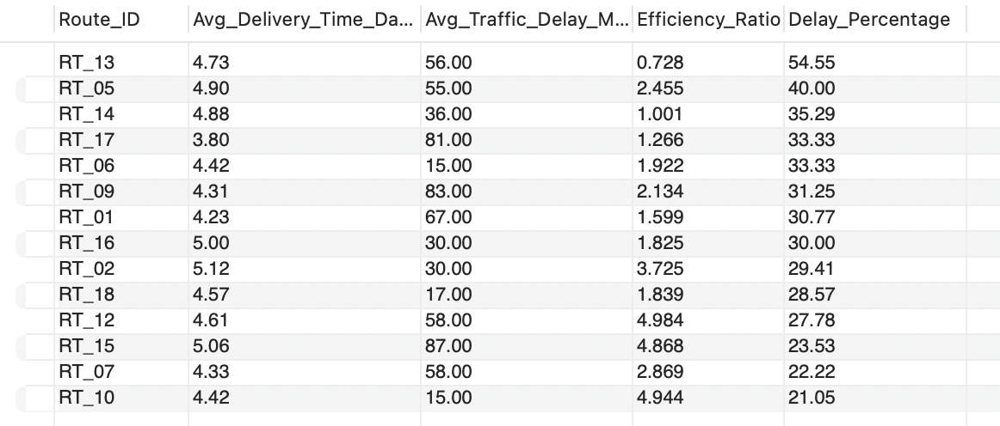 Route_ID Avg_Delivery_Time_Da... Avg_Traffic_Delay_M... Efficiency_Ratio Delay_Percentage
RT_13 4.73 56.00 0.728 54.55
RT_05 4.90 55.00 2.455 40.00
RT_14 4.88 36.00 1.001 35.29
RT_17 3.80 81.00 1.266 33.33
RT_06 4.42 15.00 1.922 33.33
RT_09 4.31 83.00 2.134 31.25
RT_01 4.23 67.00 1.599 30.77
RT_16 5.00 30.00 1.825 30.00
RT_02 5.12 30.00 3.725 29.41
RT_18 4.57 17.00 1.839 28.57
RT_12 4.61 58.00 4.984 27.78
RT_15 5.06 87.00 4.868 23.53
RT_07 4.33 58.00 2.869 22.22
RT_10 4.42 15.00 4.944 21.05